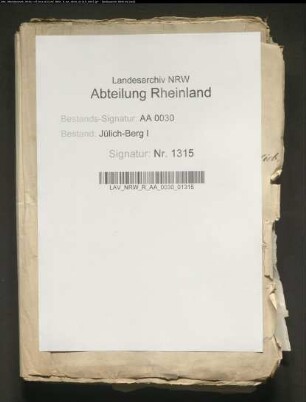 Landesarchiv NRW
Abteilung Rheinland
Bestands-Signatur: AA 0030
Bestand: Jülich-Berg I
Signatur: Nr. 1315
LAV_NRW_R_AA_0030_01315